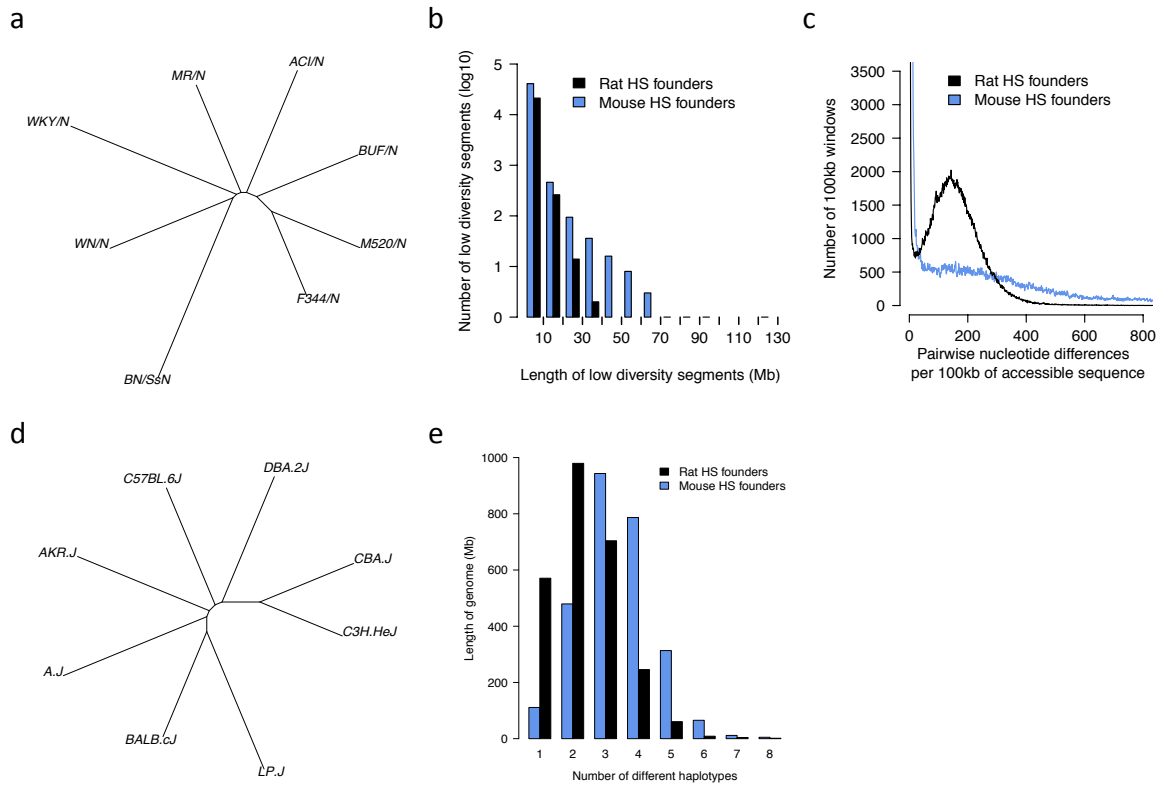 a
ACI/N
MR/N
WKY/N
BUF/N
WN/N
M520/N
F344/N
BN/SsN
b
Number of low diversity segments (log10)
5
4
3
2
1
0
Rat HS founders
Mouse HS founders
10 30 50 70 90 110 130
Length of low diversity segments (Mb)
c
Number of 100kb windows
3500
3000
2500
2000
1500
1000
500
0
Rat HS founders
Mouse HS founders
0 200 400 600 800
Pairwise nucleotide differences
per 100kb of accessible sequence
d
DBA.2J
C57BL.6J
AKR.J
CBA.J
C3H.HeJ
A.J
BALB.cJ
LP.J
e
Length of genome (Mb)
1000
800
600
400
200
0
Rat HS founders
Mouse HS founders
1 2 3 4 5 6 7 8
Number of different haplotypes